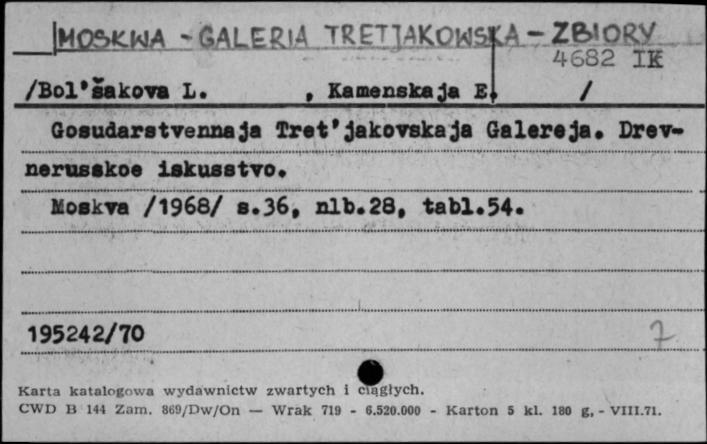 MOSKWA - GALERIA TRETJAKOWSKA - ZBIORY
4682 IK
/Bol'šakova L. , Kamenskaja E. /
Gosudarstvennaja Tret'jakovskaja Galereja. Drev-
nerusskoe iskusstvo.
Moskva /1968/ s.36, nlb.28, tabl.54.
195242/70 7
Karta katalogowa wydawnictw zwartych i ciągłych.
CWD B 144 Zam. 869/Dw/On — Wrak 719 - 6.520.000 - Karton 5 kl. 180 g, - VIII.71.